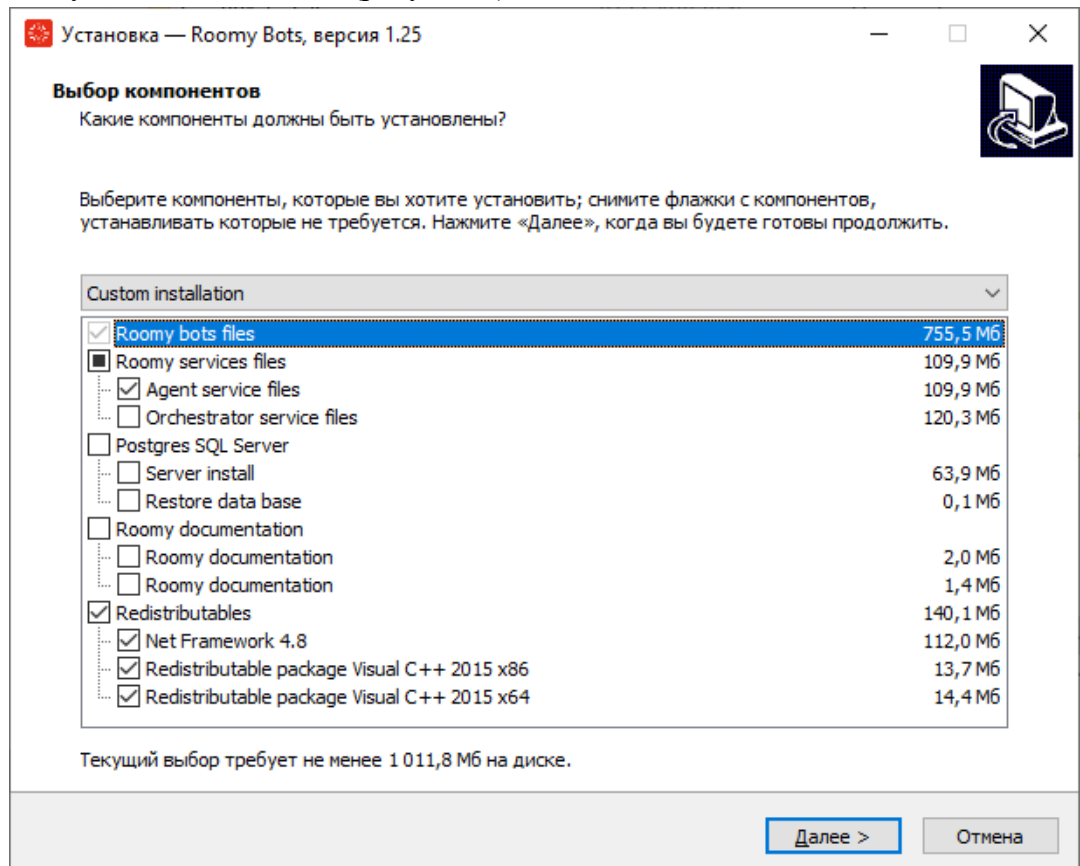 Установка — Roomy Bots, версия 1.25
Выбор компонентов
Какие компоненты должны быть установлены?
Выберите компоненты, которые вы хотите установить; снимите флажки с компонентов,
устанавливать которые не требуется. Нажмите «Далее», когда вы будете готовы продолжить.
Custom installation
Roomy bots files 755,5 Мб
Roomy services files 109,9 Мб
Agent service files 109,9 Мб
Orchestrator service files 120,3 Мб
Postgres SQL Server
Server install 63,9 Мб
Restore data base 0,1 Мб
Roomy documentation
Roomy documentation 2,0 Мб
Roomy documentation 1,4 Мб
Redistributables 140,1 Мб
Net Framework 4.8 112,0 Мб
Redistributable package Visual C++ 2015 x86 13,7 Мб
Redistributable package Visual C++ 2015 x64 14,4 Мб
Текущий выбор требует не менее 1 011,8 Мб на диске.
Далее > Отмена